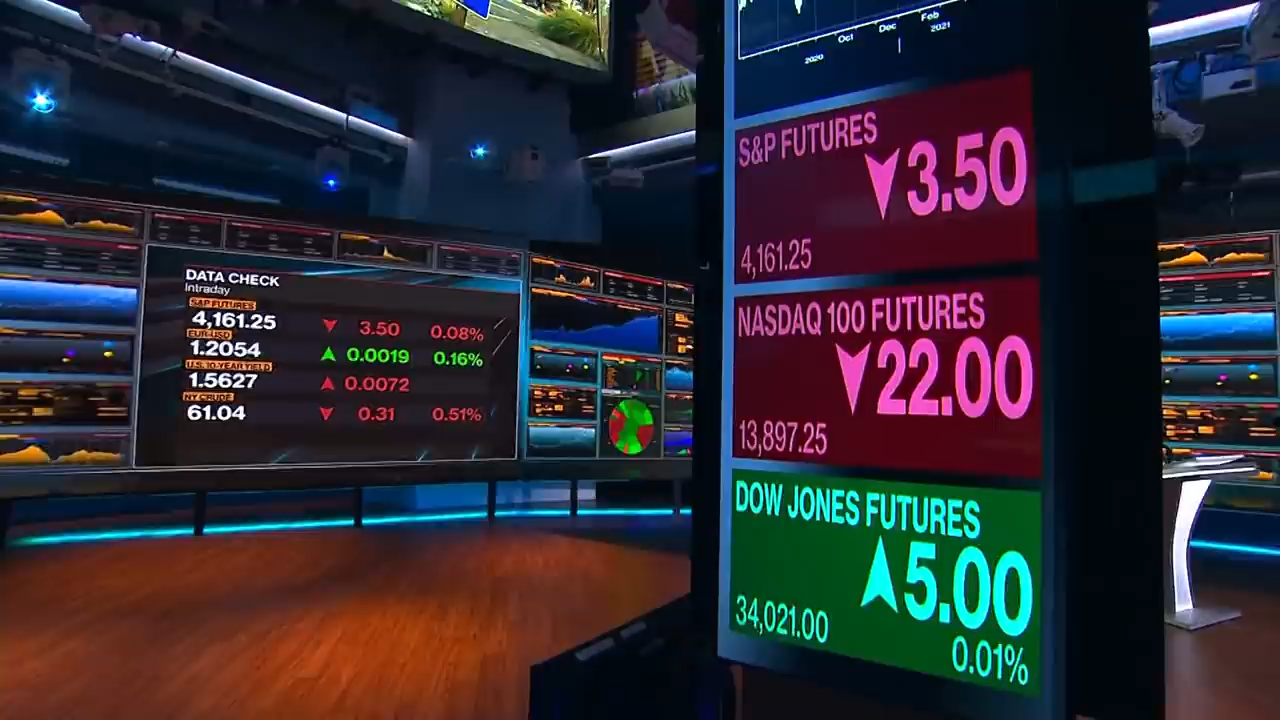 DATA CHECK
Intraday
S&P FUTURES
4,161.25 3.50 0.08%
EUR-USD
1.2054 0.0019 0.16%
U.S. 10-YEAR YIELD
1.5627 0.0072
NY CRUDE
61.04 0.31 0.51%
Oct Dec Feb
2020 2021
S&P FUTURES
3.50
4,161.25
NASDAQ 100 FUTURES
22.00
13,897.25
DOW JONES FUTURES
5.00
34,021.00
0.01%